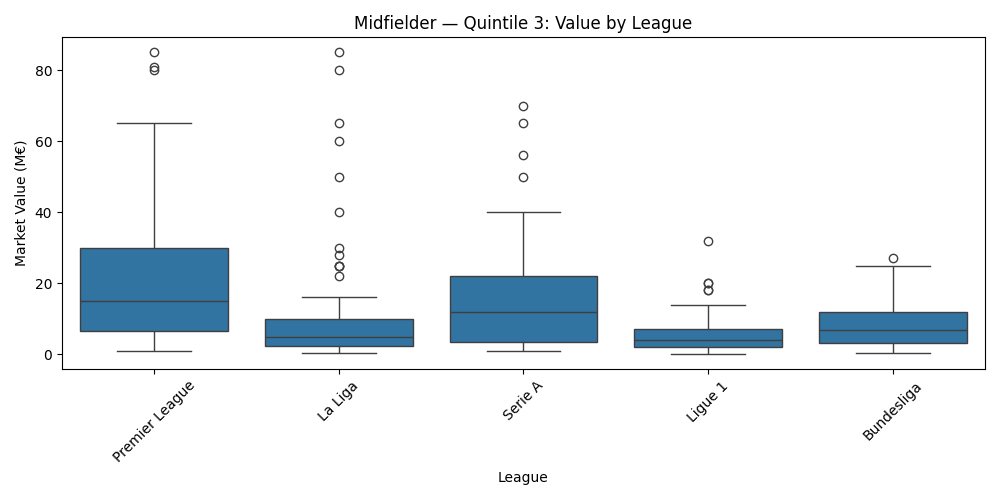 Midfielder — Quintile 3: Value by League
Market Value (M€)
80
60
40
20
0
Premier League
La Liga
Serie A
Ligue 1
Bundesliga
League